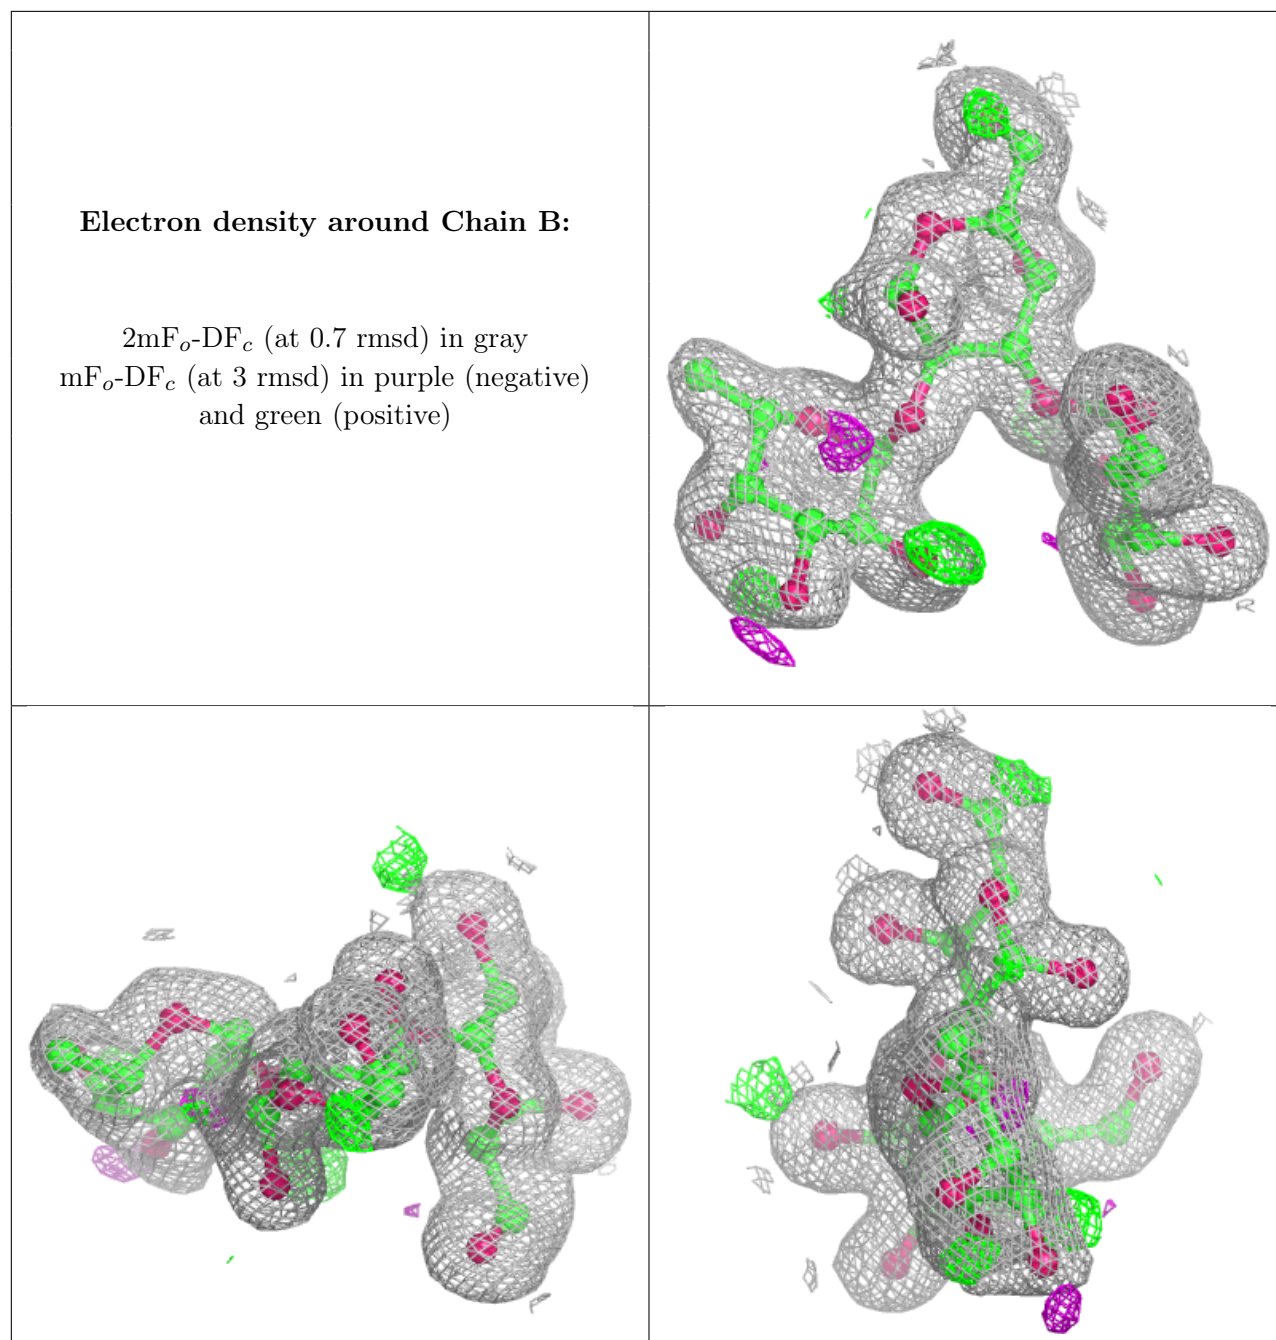 Electron density around Chain B:
2mFₒ-DF𝒸 (at 0.7 rmsd) in gray
mFₒ-DF𝒸 (at 3 rmsd) in purple (negative)
and green (positive)